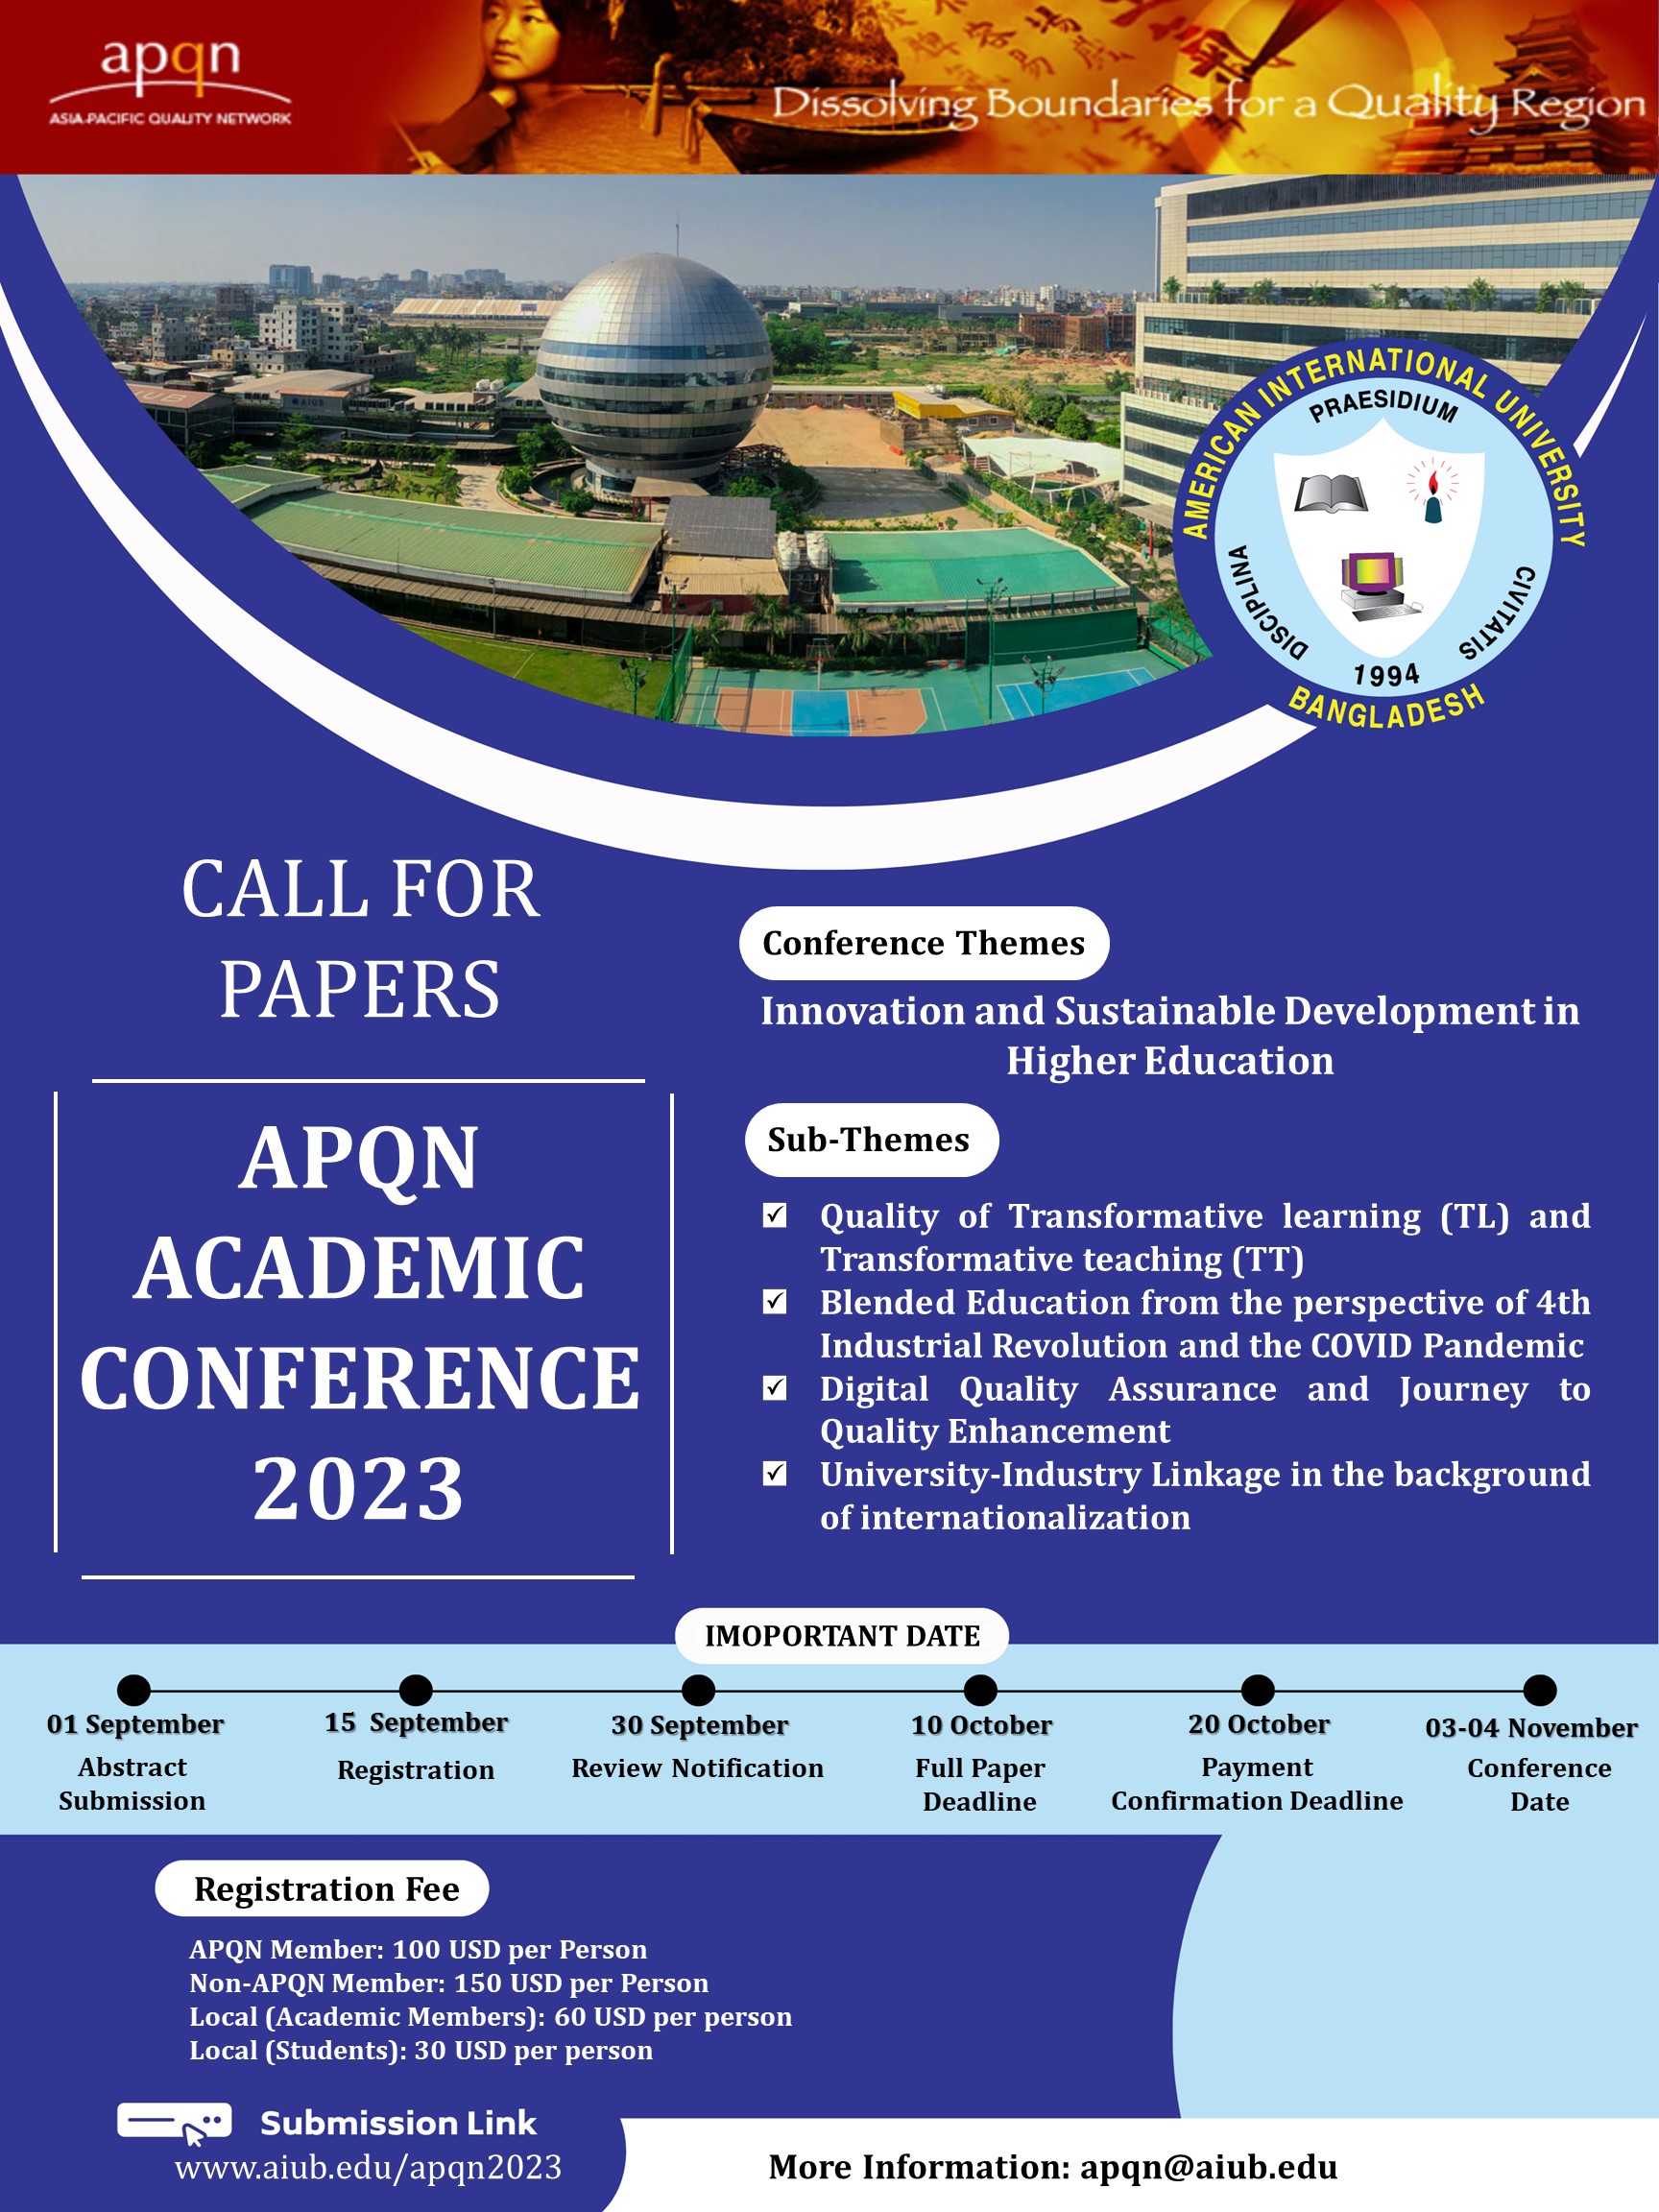 apqn
ASIA-PACIFIC QUALITY NETWORK
Dissolving Boundaries for a Quality Region
AMERICAN INTERNATIONAL UNIVERSITY
PRAESIDIUM
DISCIPLINA
CIVITATIS
1994
BANGLADESH
CALL FOR
PAPERS
APQN
ACADEMIC
CONFERENCE
2023
Conference Themes
Innovation and Sustainable Development in
Higher Education
Sub-Themes
Quality of Transformative learning (TL) and
Transformative teaching (TT)
Blended Education from the perspective of 4th
Industrial Revolution and the COVID Pandemic
Digital Quality Assurance and Journey to
Quality Enhancement
University-Industry Linkage in the background
of internationalization
IMOPORTANT DATE
01 September
Abstract
Submission
15 September
Registration
30 September
Review Notification
10 October
Full Paper
Deadline
20 October
Payment
Confirmation Deadline
03-04 November
Conference
Date
Registration Fee
APQN Member: 100 USD per Person
Non-APQN Member: 150 USD per Person
Local (Academic Members): 60 USD per person
Local (Students): 30 USD per person
Submission Link
www.aiub.edu/apqn2023
More Information: apqn@aiub.edu